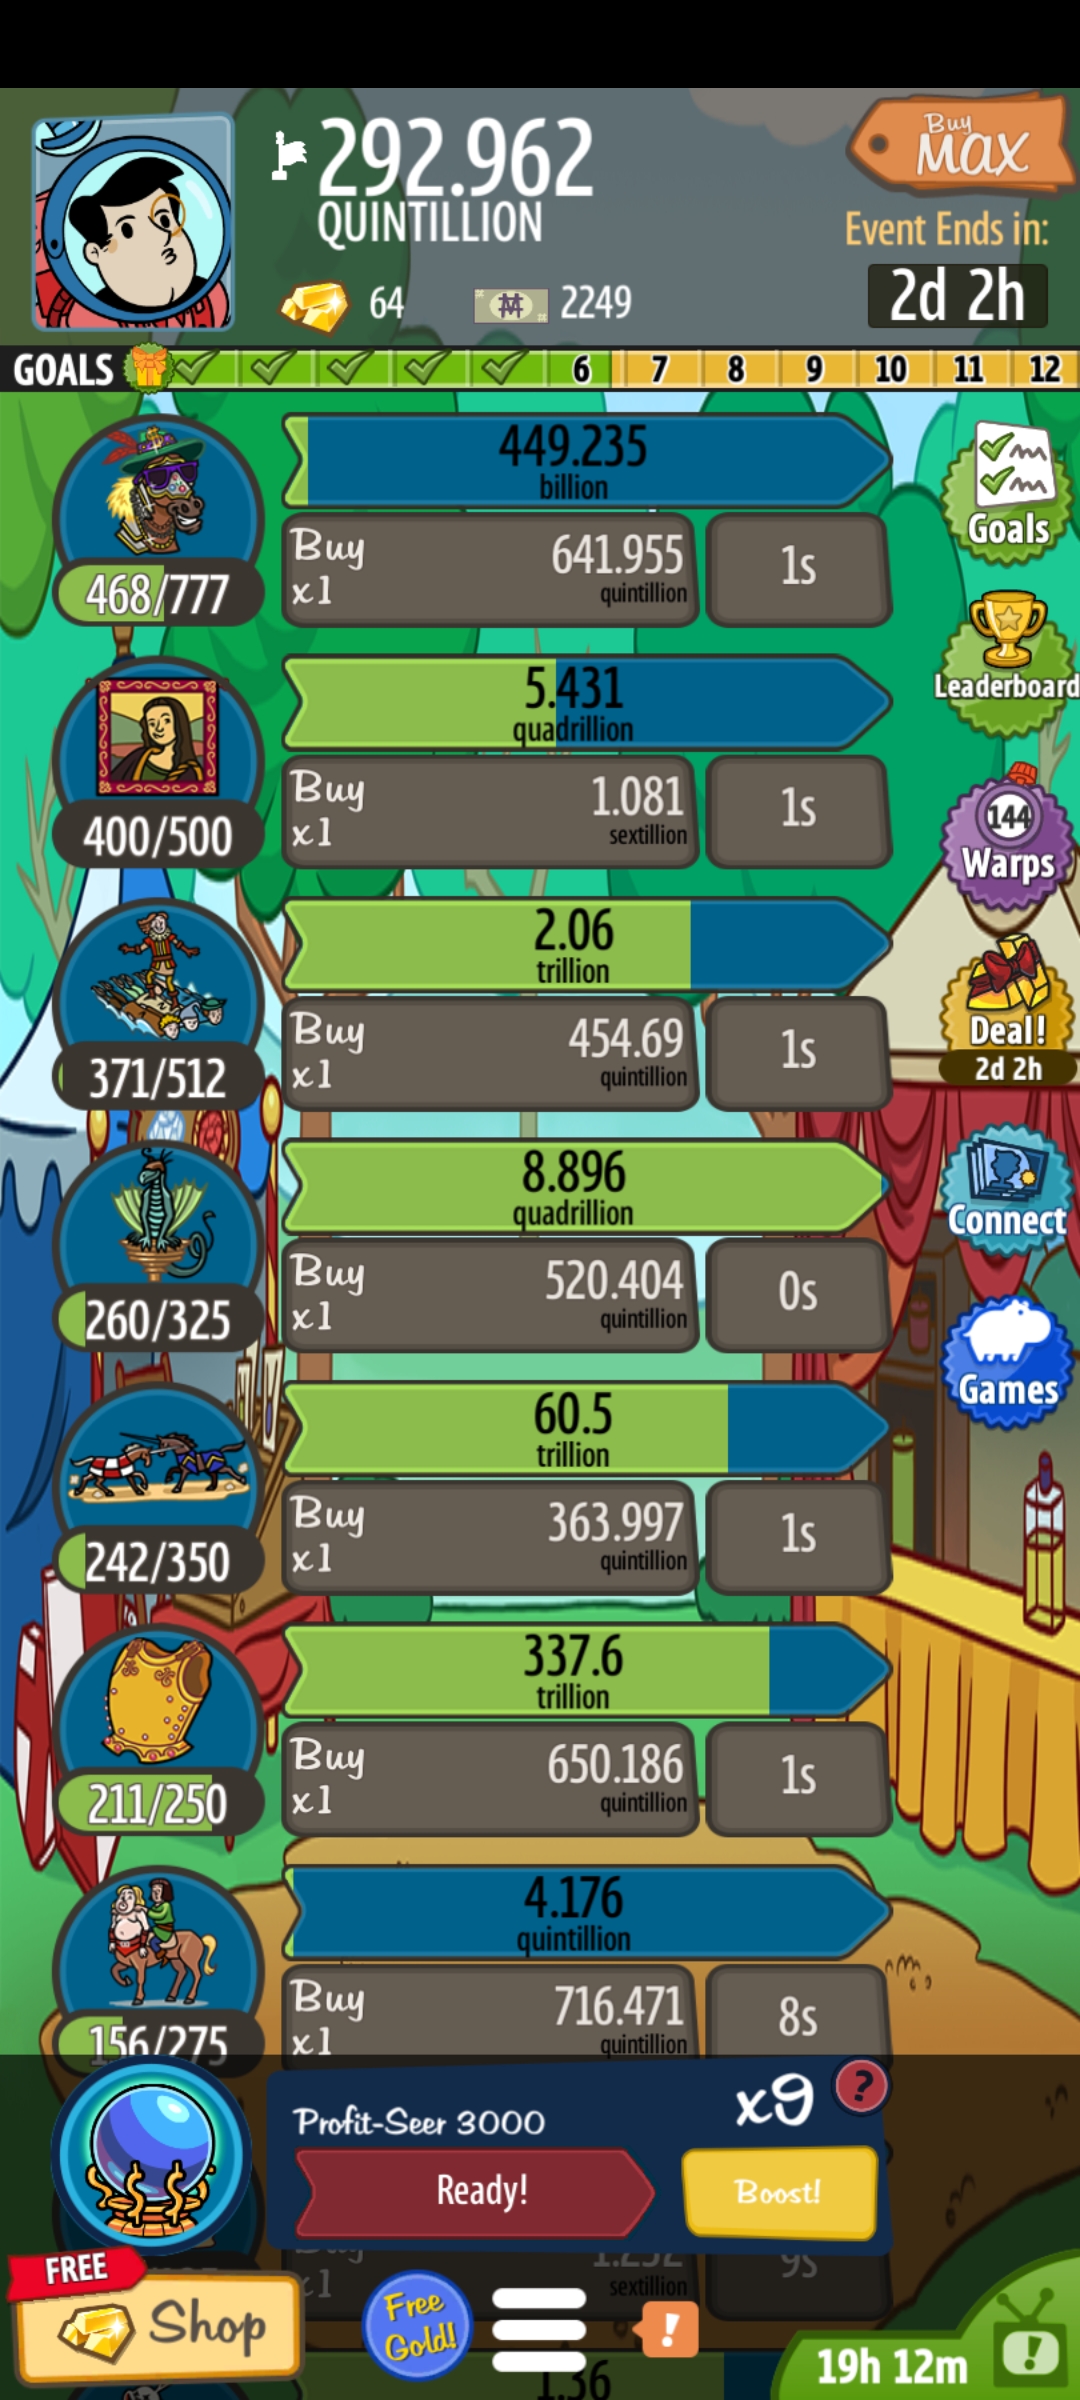 292.962
QUINTILLION
64
2249
Buy
MAX
Event Ends in:
2d 2h
GOALS 6 7 8 9 10 11 12
449.235
billion
Buy
x1
641.955
quintillion
1s
468/777
5.431
quadrillion
Buy
x1
1.081
sextillion
1s
400/500
2.06
trillion
Buy
x1
454.69
quintillion
1s
371/512
8.896
quadrillion
Buy
x1
520.404
quintillion
0s
260/325
60.5
trillion
Buy
x1
363.997
quintillion
1s
242/350
337.6
trillion
Buy
x1
650.186
quintillion
1s
211/250
4.176
quintillion
Buy
x1
716.471
quintillion
8s
156/275
Goals
Leaderboard
144
Warps
Deal!
2d 2h
Connect
Games
Profit-Seer 3000
x9
?
Ready!
Boost!
x1
sextillion
9s
FREE
Shop
Free
Gold!
!
1.36
19h 12m
!